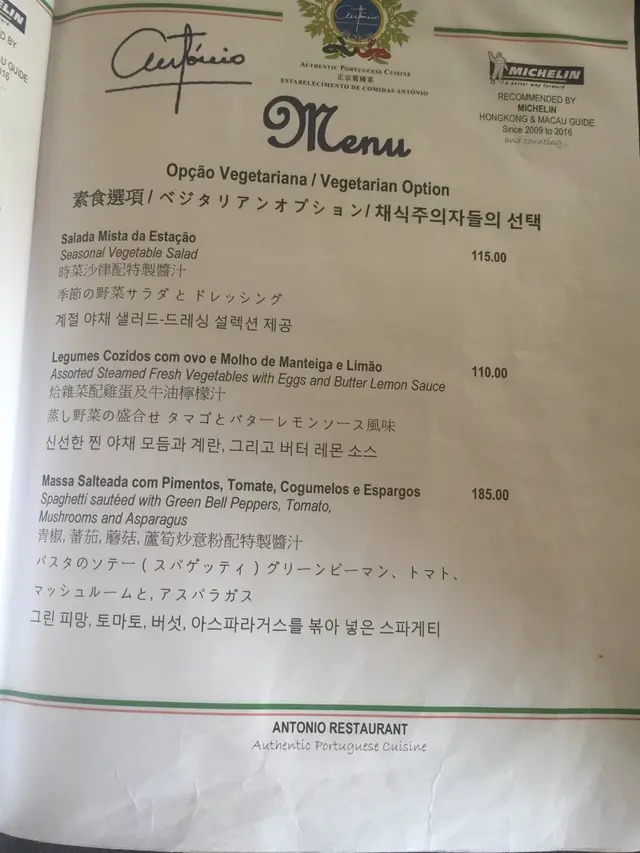 António
AUTHENTIC PORTUGUESE CUISINE
正宗葡國菜
ESTABELECIMENTO DE COMIDAS ANTÓNIO
MICHELIN
a better way forward
RECOMMENDED BY
MICHELIN
HONGKONG & MACAU GUIDE
Since 2009 to 2016
and counting...
Menu
Opção Vegetariana / Vegetarian Option
素食選項 / ベジタリアンオプション/ 채식주의자들의 선택
Salada Mista da Estação
Seasonal Vegetable Salad 115.00
時菜沙律配特製醬汁
季節の野菜サラダ と ドレッシング
계절 야채 샐러드-드레싱 설렉션 제공
Legumes Cozidos com ovo e Molho de Manteiga e Limão 110.00
Assorted Steamed Fresh Vegetables with Eggs and Butter Lemon Sauce
烚雜菜配雞蛋及牛油檸檬汁
蒸し野菜の盛合せ タマゴとバターレモンソース風味
신선한 찐 야채 모듬과 계란, 그리고 버터 레몬 소스
Massa Salteada com Pimentos, Tomate, Cogumelos e Espargos 185.00
Spaghetti sautéed with Green Bell Peppers, Tomato,
Mushrooms and Asparagus
青椒, 蕃茄, 蘑菇, 蘆筍炒意粉配特製醬汁
パスタのソテー ( スパゲッティ ) グリーンピーマン、トマト、
マッシュルームと, アスパラガス
그린 피망, 토마토, 버섯, 아스파라거스를 볶아 넣은 스파게티
ANTONIO RESTAURANT
Authentic Portuguese Cuisine